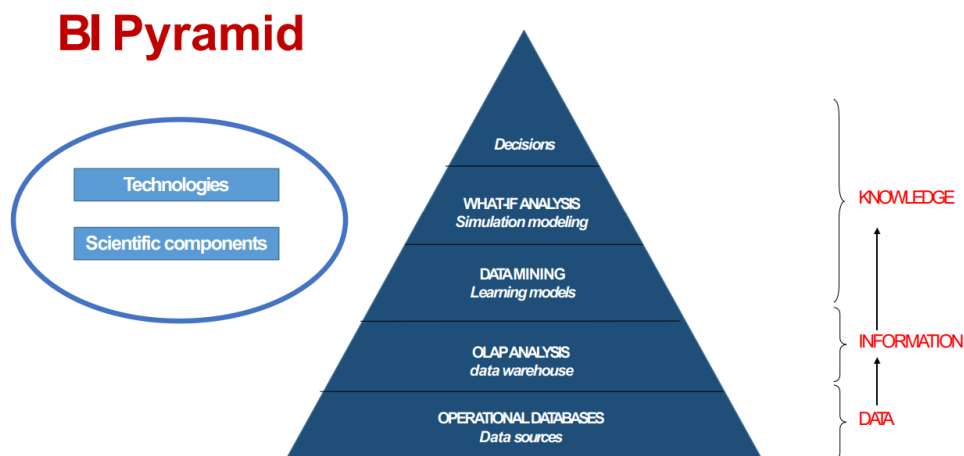 BI Pyramid
Technologies
Scientific components
Decisions
WHAT-IF ANALYSIS
Simulation modeling
DATA MINING
Learning models
OLAP ANALYSIS
data warehouse
OPERATIONAL DATABASES
Data sources
KNOWLEDGE
INFORMATION
DATA